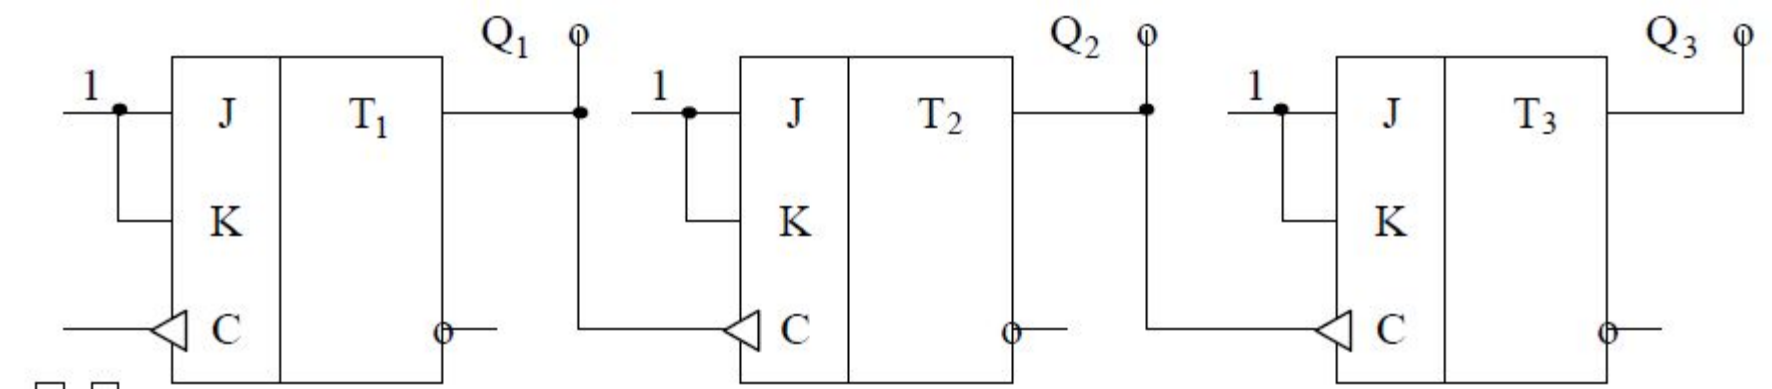 Q₁ Q₂ Q₃
1 J T₁ 1 J T₂ 1 J T₃
K K K
C C C